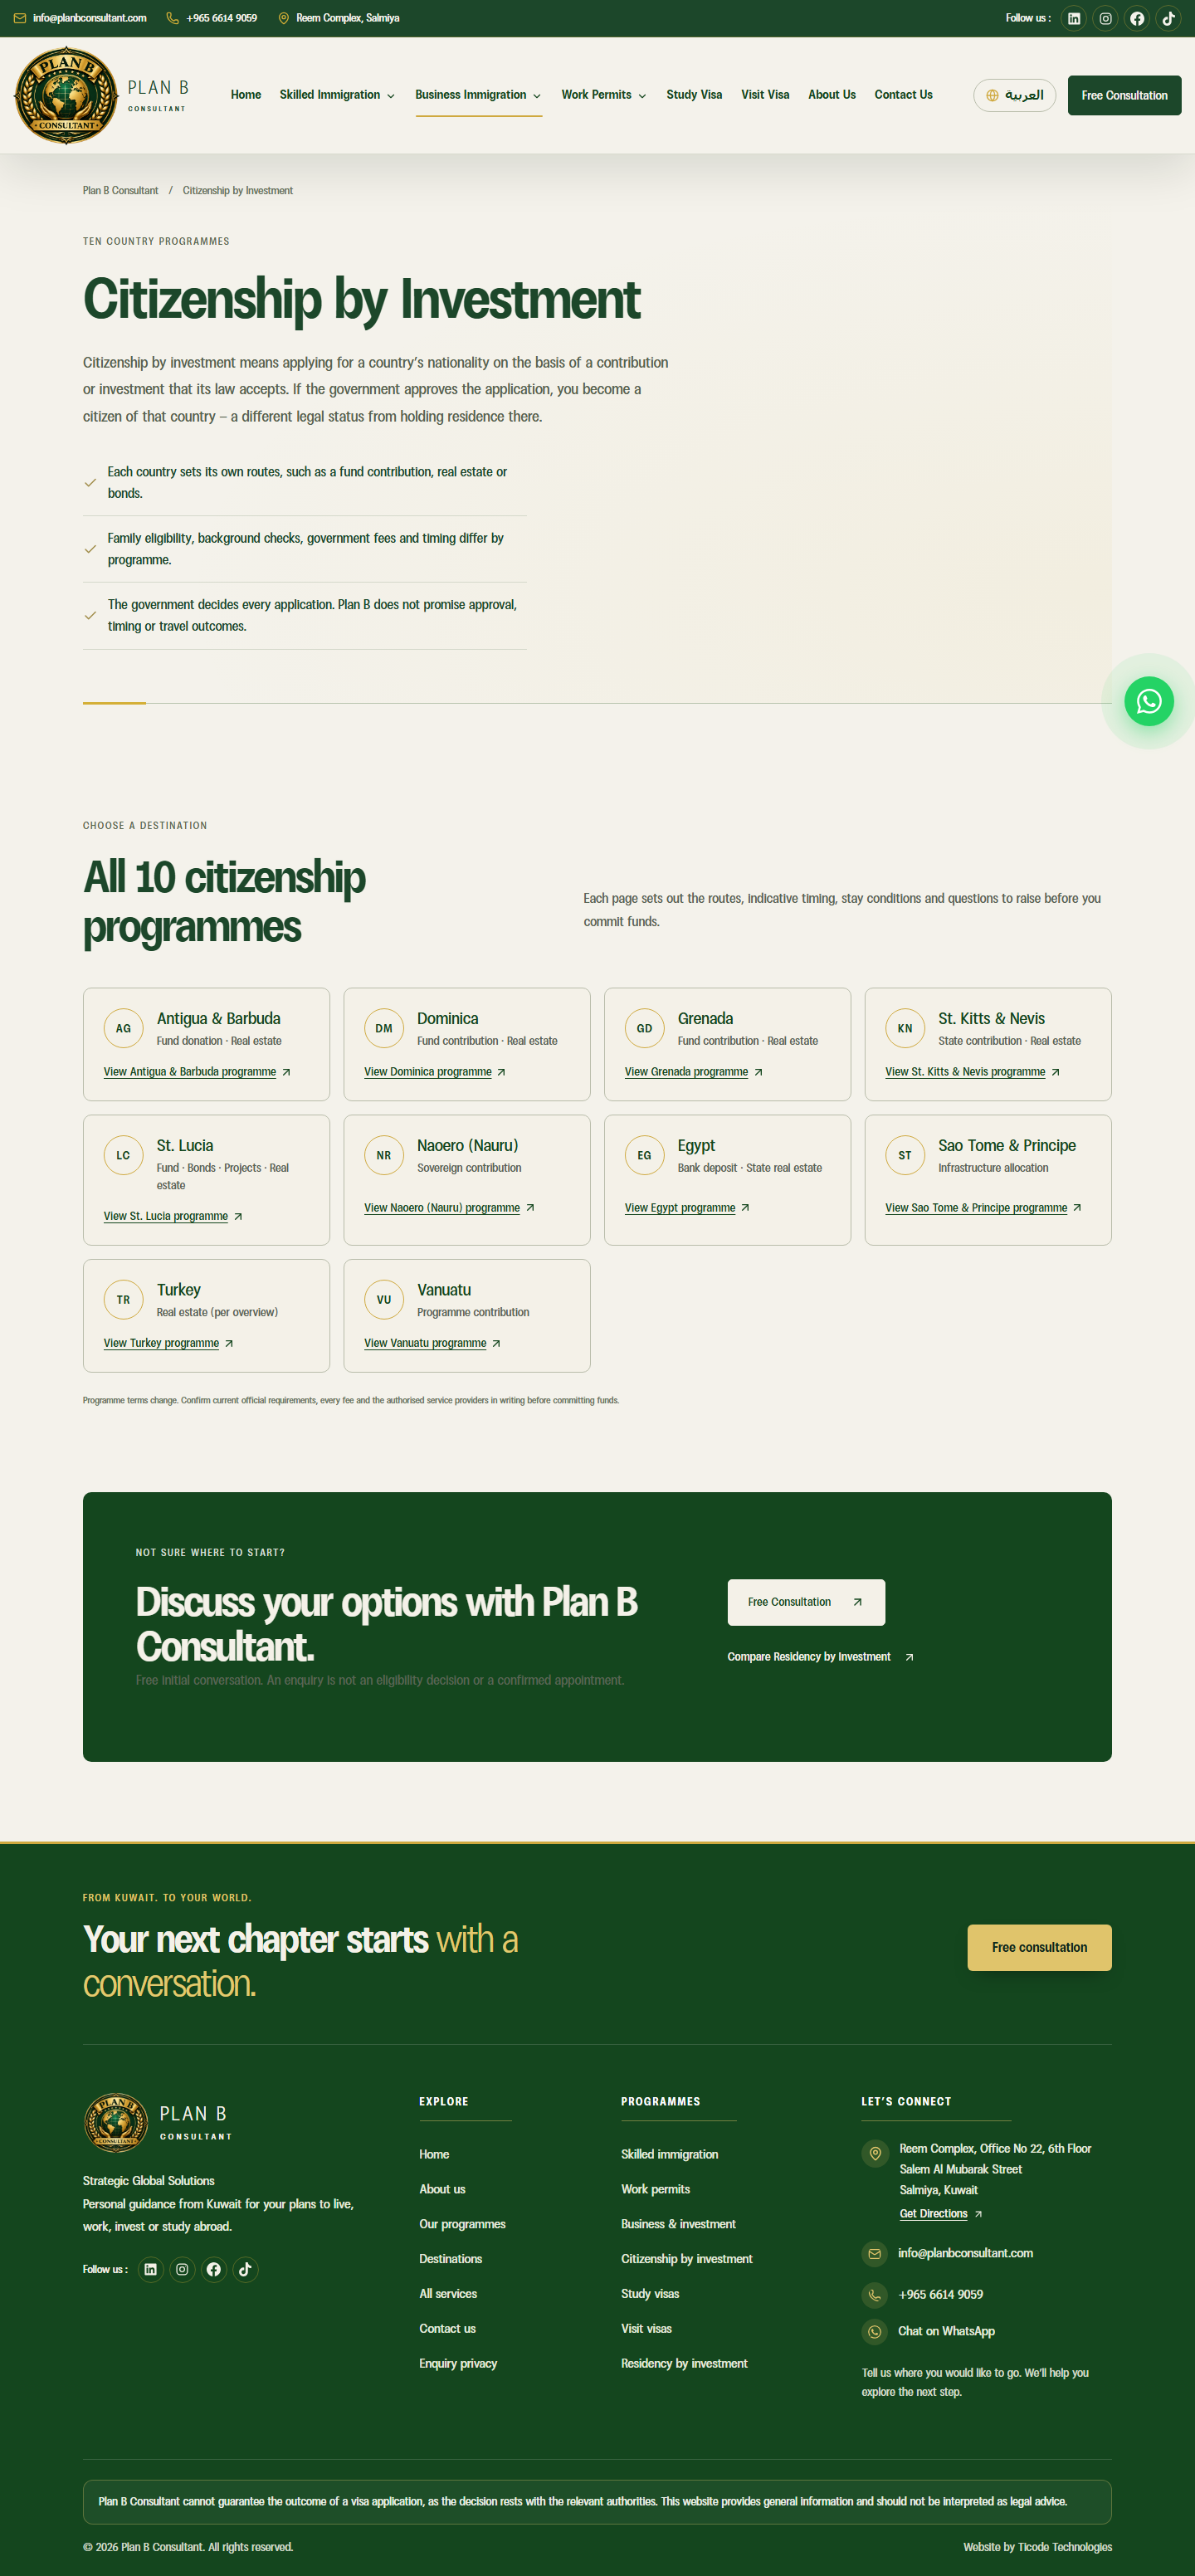 info@planbconsultant.com
+965 6614 9059
Reem Complex, Salmiya
Follow us :
PLAN B
CONSULTANT
PLAN B
CONSULTANT
Home
Skilled Immigration
Business Immigration
Work Permits
Study Visa
Visit Visa
About Us
Contact Us
العربية
Free Consultation
Plan B Consultant / Citizenship by Investment
TEN COUNTRY PROGRAMMES
Citizenship by Investment
Citizenship by investment means applying for a country’s nationality on the basis of a contribution
or investment that its law accepts. If the government approves the application, you become a
citizen of that country – a different legal status from holding residence there.
Each country sets its own routes, such as a fund contribution, real estate or
bonds.
Family eligibility, background checks, government fees and timing differ by
programme.
The government decides every application. Plan B does not promise approval,
timing or travel outcomes.
CHOOSE A DESTINATION
All 10 citizenship
programmes
Each page sets out the routes, indicative timing, stay conditions and questions to raise before you
commit funds.
AG
Antigua & Barbuda
Fund donation · Real estate
View Antigua & Barbuda programme
DM
Dominica
Fund contribution · Real estate
View Dominica programme
GD
Grenada
Fund contribution · Real estate
View Grenada programme
KN
St. Kitts & Nevis
State contribution · Real estate
View St. Kitts & Nevis programme
LC
St. Lucia
Fund · Bonds · Projects · Real
estate
View St. Lucia programme
NR
Naoero (Nauru)
Sovereign contribution
View Naoero (Nauru) programme
EG
Egypt
Bank deposit · State real estate
View Egypt programme
ST
Sao Tome & Principe
Infrastructure allocation
View Sao Tome & Principe programme
TR
Turkey
Real estate (per overview)
View Turkey programme
VU
Vanuatu
Programme contribution
View Vanuatu programme
Programme terms change. Confirm current official requirements, every fee and the authorised service providers in writing before committing funds.
NOT SURE WHERE TO START?
Discuss your options with Plan B
Consultant.
Free initial conversation. An enquiry is not an eligibility decision or a confirmed appointment.
Free Consultation
Compare Residency by Investment
FROM KUWAIT. TO YOUR WORLD.
Your next chapter starts with a
conversation.
Free consultation
PLAN B
CONSULTANT
PLAN B
CONSULTANT
Strategic Global Solutions
Personal guidance from Kuwait for your plans to live,
work, invest or study abroad.
Follow us :
EXPLORE
Home
About us
Our programmes
Destinations
All services
Contact us
Enquiry privacy
PROGRAMMES
Skilled immigration
Work permits
Business & investment
Citizenship by investment
Study visas
Visit visas
Residency by investment
LET’S CONNECT
Reem Complex, Office No 22, 6th Floor
Salem Al Mubarak Street
Salmiya, Kuwait
Get Directions
info@planbconsultant.com
+965 6614 9059
Chat on WhatsApp
Tell us where you would like to go. We’ll help you
explore the next step.
Plan B Consultant cannot guarantee the outcome of a visa application, as the decision rests with the relevant authorities. This website provides general information and should not be interpreted as legal advice.
© 2026 Plan B Consultant. All rights reserved.
Website by Ticode Technologies